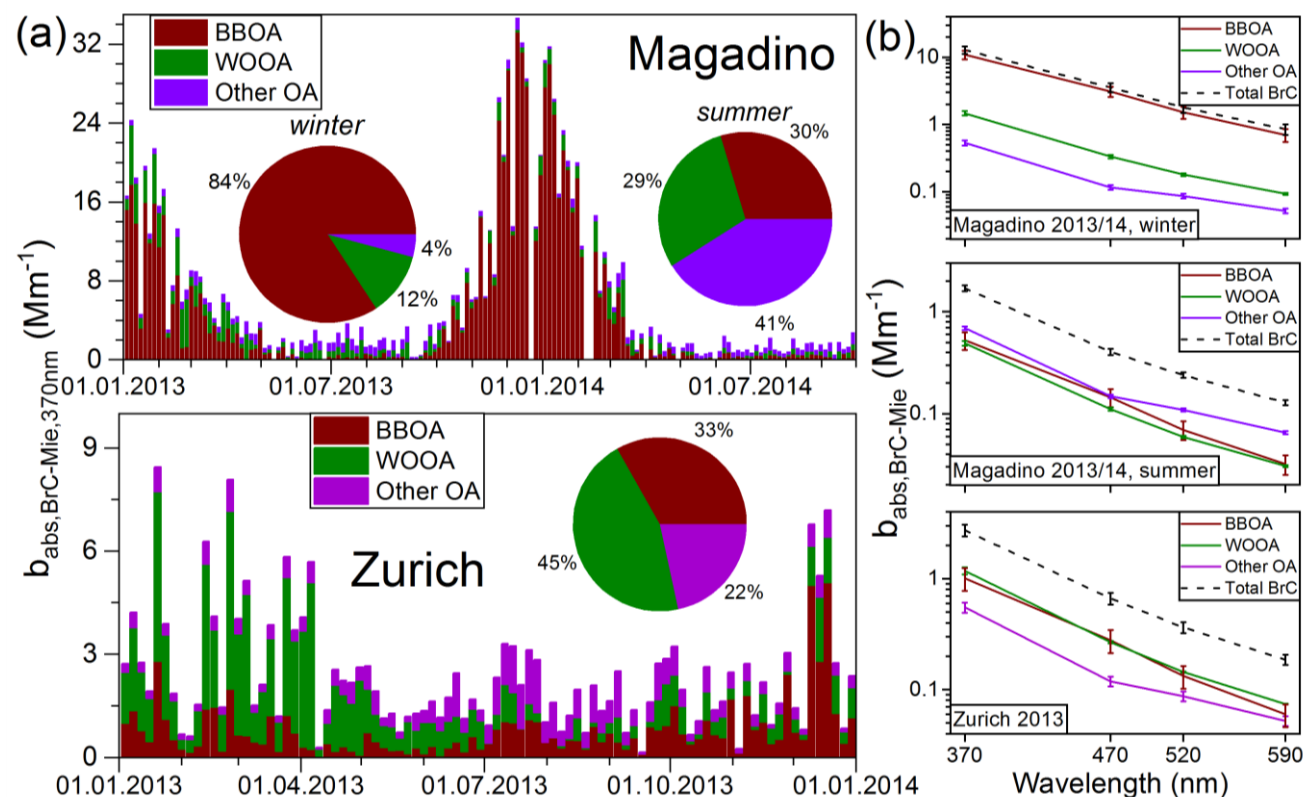 (a)
BBOA
WOOA
Other OA
Magadino
winter
84%
4%
12%
summer
30%
29%
41%
32
24
16
8
0
01.01.2013 01.07.2013 01.01.2014 01.07.2014
b_abs,BrC-Mie,370nm (Mm⁻¹)
BBOA
WOOA
Other OA
Zurich
33%
45%
22%
9
6
3
0
01.01.2013 01.04.2013 01.07.2013 01.10.2013 01.01.2014
(b)
BBOA
WOOA
Other OA
Total BrC
10
1
0.1
Magadino 2013/14, winter
b_abs,BrC-Mie (Mm⁻¹)
BBOA
WOOA
Other OA
Total BrC
1
0.1
Magadino 2013/14, summer
BBOA
WOOA
Other OA
Total BrC
1
0.1
Zurich 2013
370 470 520 590
Wavelength (nm)